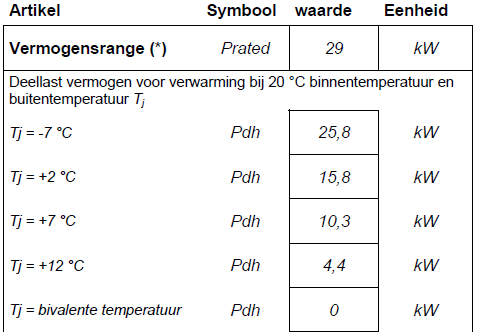 Artikel Symbool waarde Eenheid
Vermogensrange (*) Prated 29 kW
Deellast vermogen voor verwarming bij 20 °C binnentemperatuur en
buitentemperatuur Tj
Tj = -7 °C Pdh 25,8 kW
Tj = +2 °C Pdh 15,8 kW
Tj = +7 °C Pdh 10,3 kW
Tj = +12 °C Pdh 4,4 kW
Tj = bivalente temperatuur Pdh 0 kW